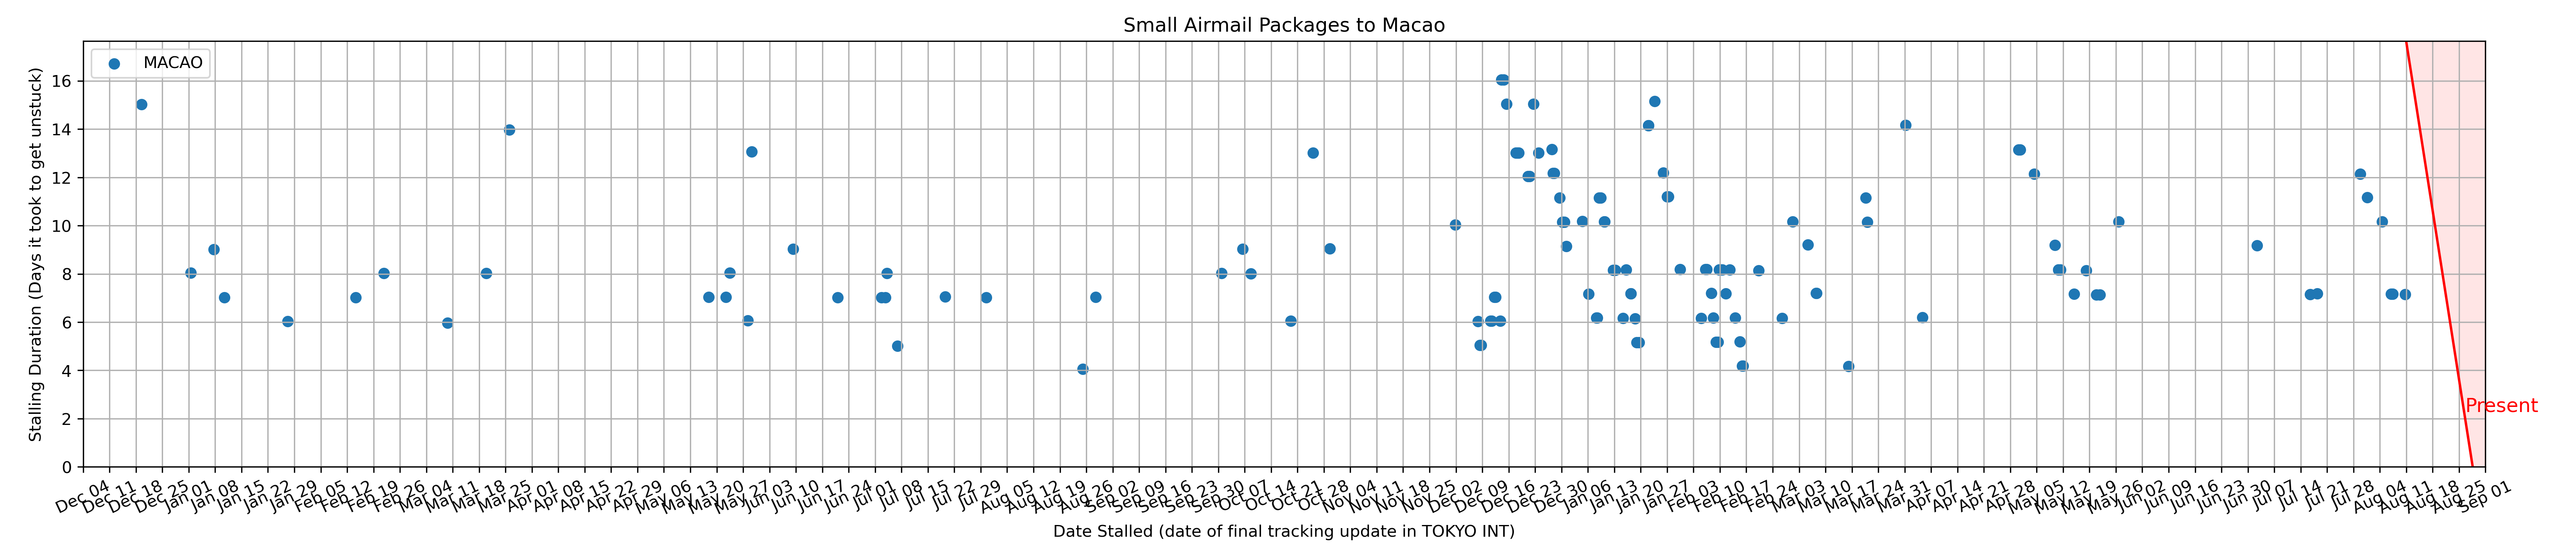 Small Airmail Packages to Macao
MACAO
Stalling Duration (Days it took to get unstuck)
16
14
12
10
8
6
4
2
0
Present
Dec 04
Dec 11
Dec 18
Dec 25
Jan 01
Jan 08
Jan 15
Jan 22
Jan 29
Feb 05
Feb 12
Feb 19
Feb 26
Mar 04
Mar 11
Mar 18
Mar 25
Apr 01
Apr 08
Apr 15
Apr 22
Apr 29
May 06
May 13
May 20
May 27
Jun 03
Jun 10
Jun 17
Jun 24
Jul 01
Jul 08
Jul 15
Jul 22
Jul 29
Aug 05
Aug 12
Aug 19
Aug 26
Sep 02
Sep 09
Sep 16
Sep 23
Sep 30
Oct 07
Oct 14
Oct 21
Oct 28
Nov 04
Nov 11
Nov 18
Nov 25
Dec 02
Dec 09
Dec 16
Dec 23
Dec 30
Jan 06
Jan 13
Jan 20
Jan 27
Feb 03
Feb 10
Feb 17
Feb 24
Mar 03
Mar 10
Mar 17
Mar 24
Mar 31
Apr 07
Apr 14
Apr 21
Apr 28
May 05
May 12
May 19
May 26
Jun 02
Jun 09
Jun 16
Jun 23
Jun 30
Jul 07
Jul 14
Jul 21
Jul 28
Aug 04
Aug 11
Aug 18
Aug 25
Sep 01
Date Stalled (date of final tracking update in TOKYO INT)